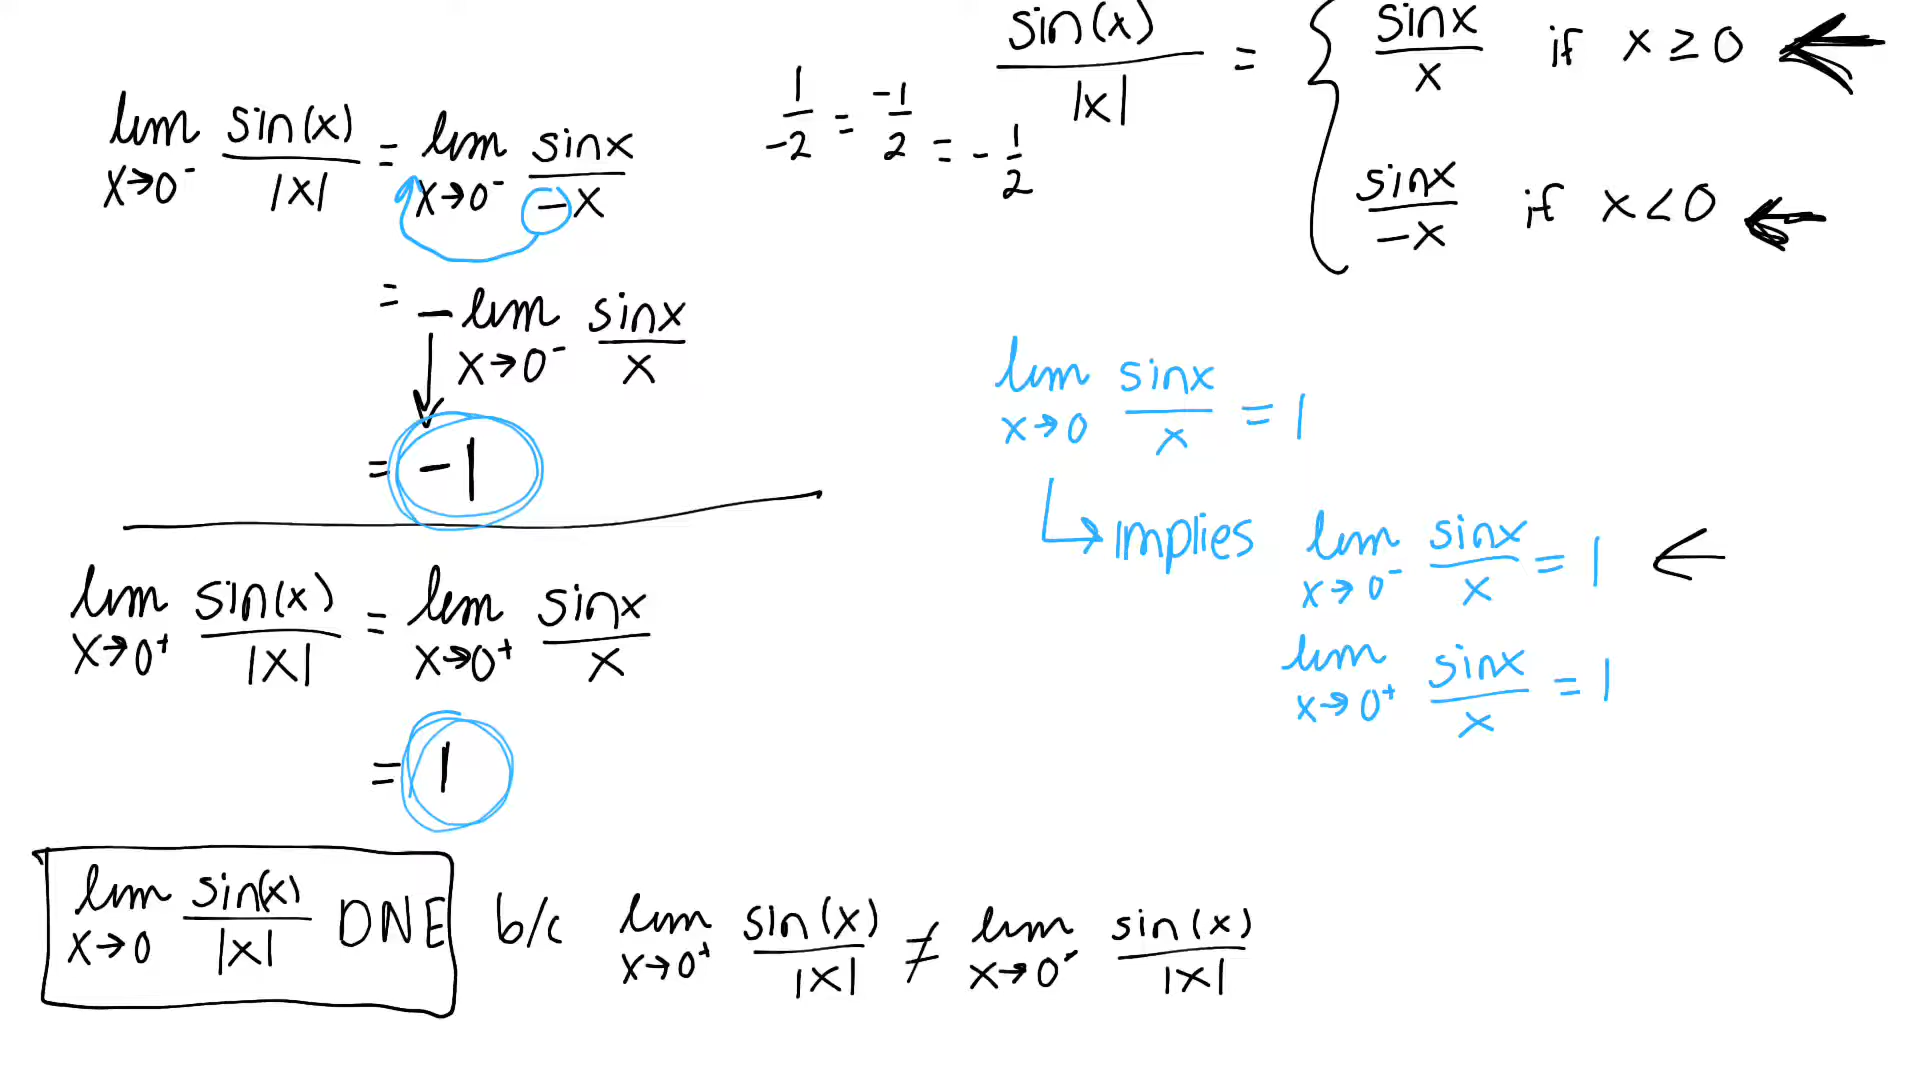 lim x→0⁻ sin(x)/|x| = lim x→0⁻ sinx/-x
= - lim x→0⁻ sinx/x
= -1
1/-2 = -1/2 = - 1/2
sin(x)/|x| = { sinx/x if x ≥ 0
sinx/-x if x < 0
lim x→0 sinx/x = 1
↳ implies lim x→0⁻ sinx/x = 1 ←
lim x→0⁺ sinx/x = 1
lim x→0⁺ sin(x)/|x| = lim x→0⁺ sinx/x
= 1
lim x→0 sin(x)/|x| DNE b/c lim x→0⁺ sin(x)/|x| ≠ lim x→0⁻ sin(x)/|x|